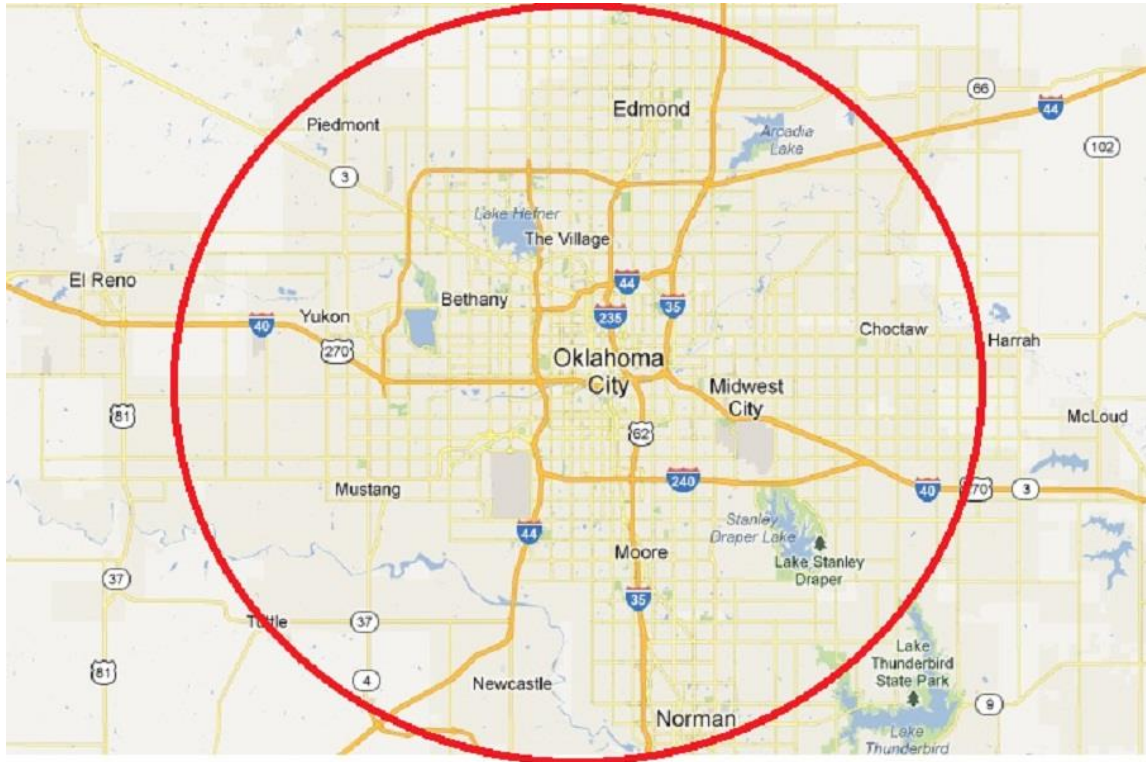 66
Edmond
44
Piedmont
Arcadia
Lake
102
3
Lake Hefner
The Village
El Reno
44
Bethany
35
235
Yukon
40
Choctaw
Harrah
270
Oklahoma
City
Midwest
City
81
McLoud
62
240
Mustang
40
270
3
44
Stanley
Draper Lake
Moore
Lake Stanley
Draper
37
35
Tuttle
37
Lake
Thunderbird
State Park
81
4
Newcastle
9
Norman
Lake
Thunderbird